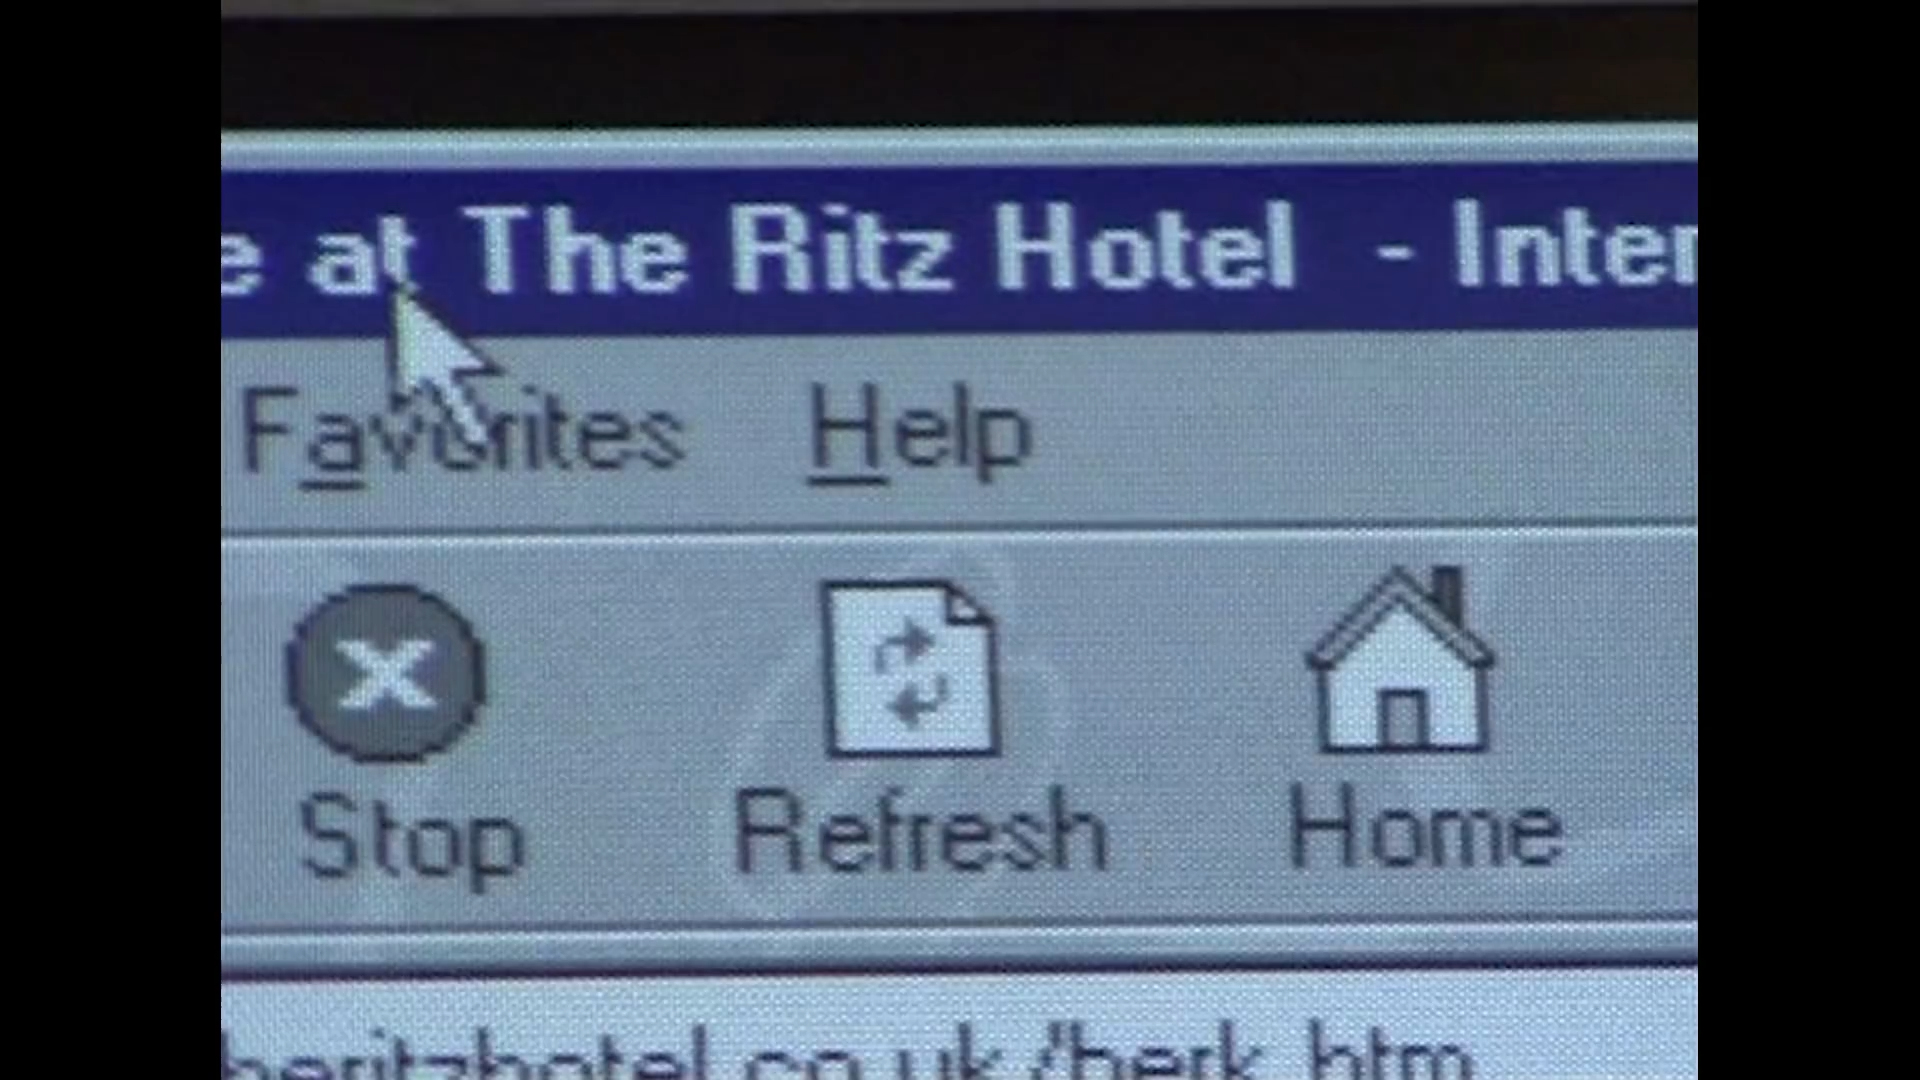 e at The Ritz Hotel - Inter
Favorites Help
Stop Refresh Home
heritzhotel.co.uk/berk.htm